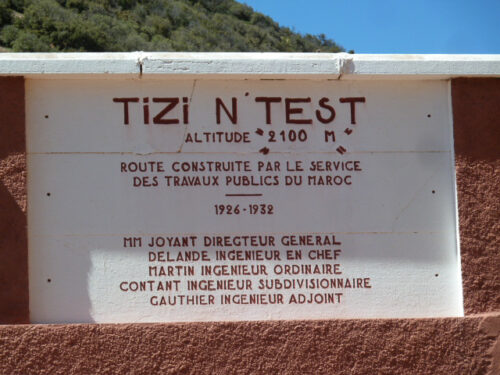 TiZi N' TEST
ALTITUDE "2100 M"
ROUTE CONSTRUITE PAR LE SERVICE
DES TRAVAUX PUBLICS DU MAROC
1926-1932
MM JOYANT DIRECTEUR GENERAL
DELANDE INGENIEUR EN CHEF
MARTIN INGENIEUR ORDINAIRE
CONTANT INGENIEUR SUBDIVISIONNAIRE
GAUTHIER INGENIEUR ADJOINT